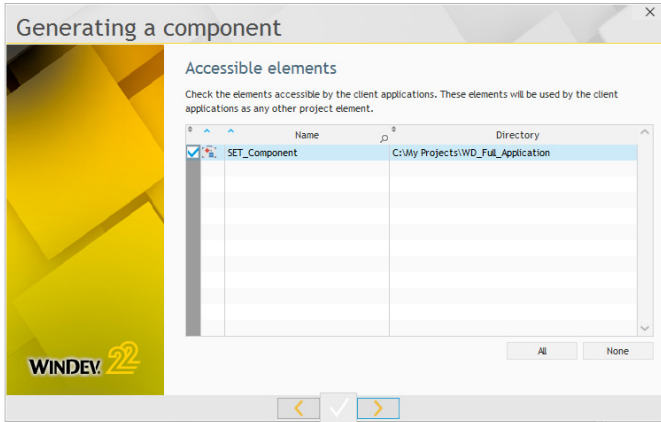 Generating a component
Accessible elements
Check the elements accessible by the client applications. These elements will be used by the client
applications as any other project element.
Name Directory
SET_Component C:\My Projects\WD_Full_Application
All None
WINDEV. 22